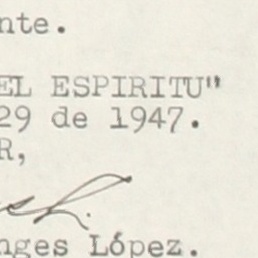 nte.
EL ESPIRITU"
29 de 1947.
R,
nges López.